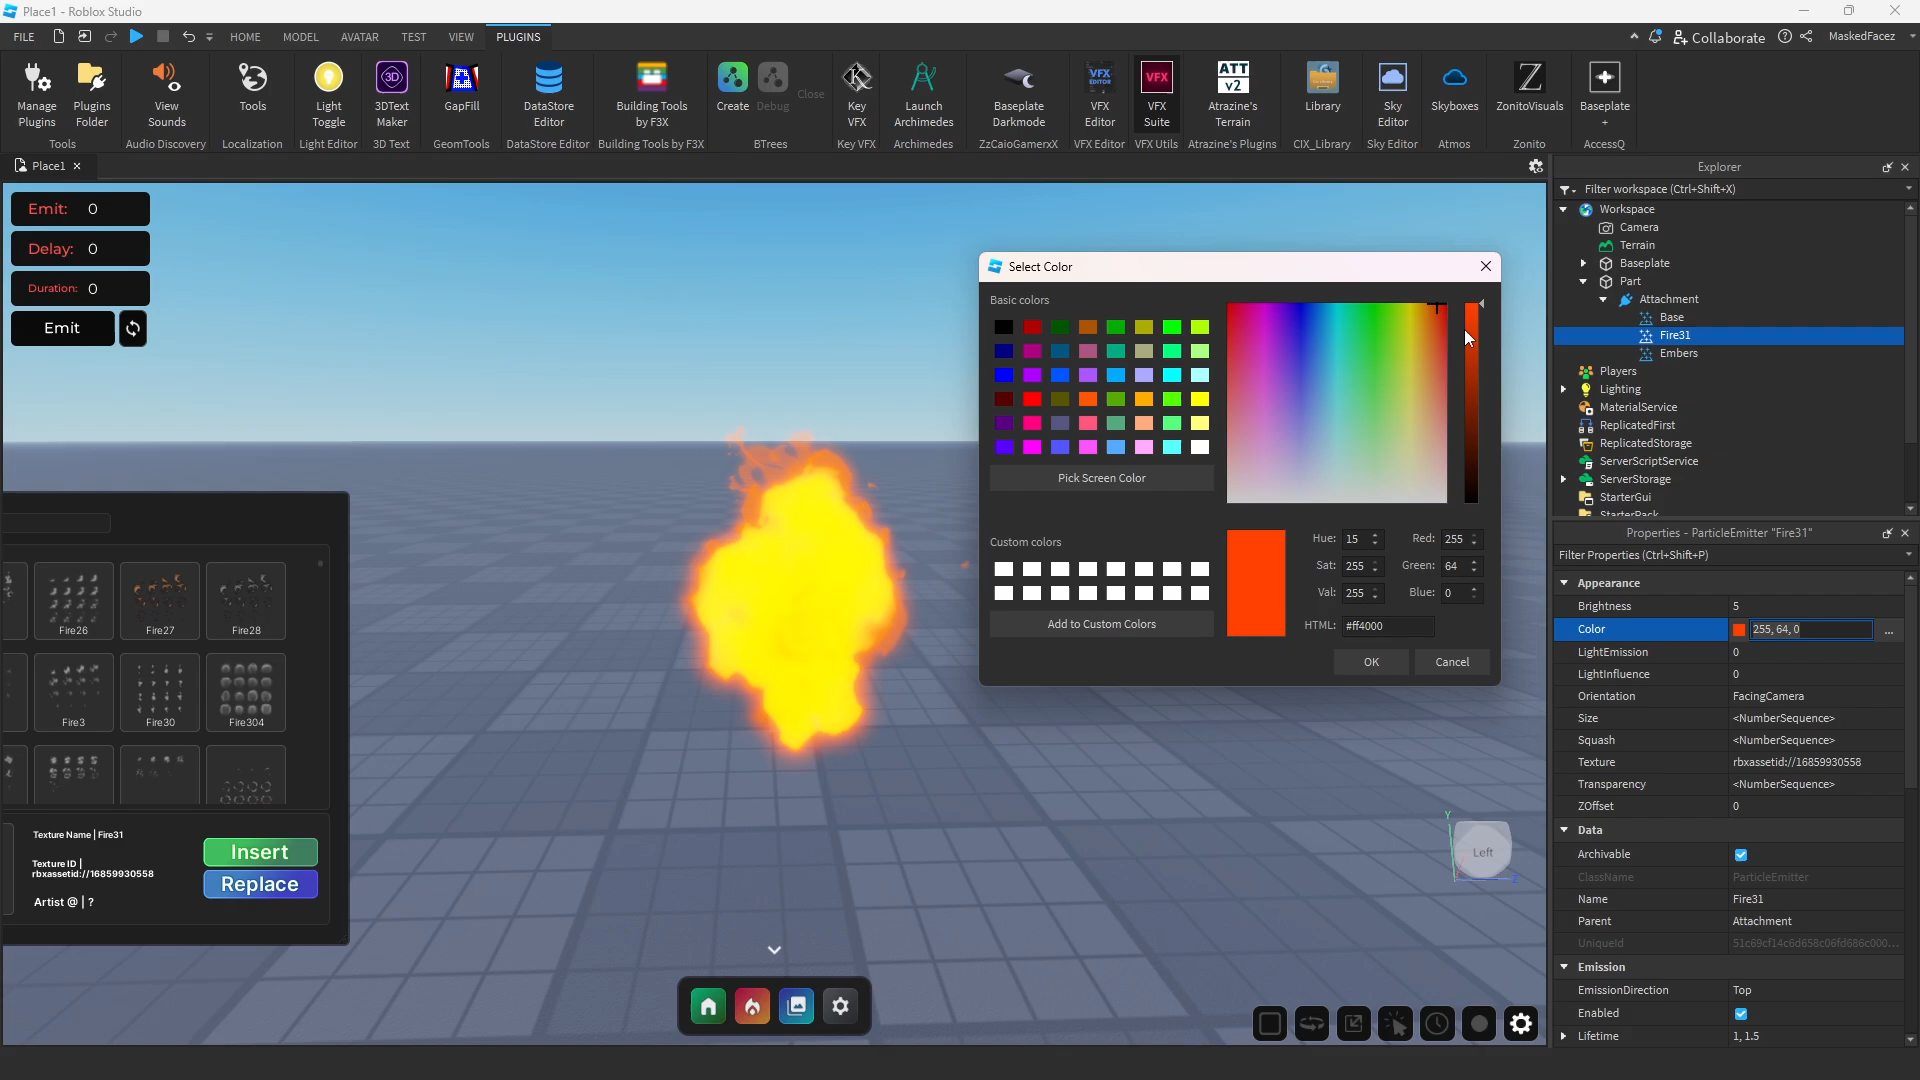 Place1 - Roblox Studio
FILE HOME MODEL AVATAR TEST VIEW PLUGINS Collaborate MaskedFacez
Manage Plugins
Plugins Folder
Tools
View Sounds
Audio Discovery
Tools
Localization
Light Toggle
Light Editor
3D
3DText Maker
3D Text
GapFill
GeomTools
DataStore Editor
DataStore Editor
Building Tools by F3X
Building Tools by F3X
Create Debug Close
BTrees
Key VFX
Key VFX
Launch Archimedes
Archimedes
Baseplate Darkmode
ZzCaioGamerxX
VFX EDITOR
VFX Editor
VFX Editor
VFX
VFX Suite
VFX Utils
ATT v2
Atrazine's Terrain
Atrazine's Plugins
Library
CIX_Library
Sky Editor
Sky Editor
Skyboxes
Atmos
ZonitoVisuals
Zonito
Baseplate +
AccessQ
Place1
Emit: 0
Delay: 0
Duration: 0
Emit
Fire26 Fire27 Fire28
Fire3 Fire30 Fire304
Texture Name | Fire31
Texture ID |
rbxassetid://16859930558
Artist @ | ?
Insert
Replace
Select Color
Basic colors
Pick Screen Color
Custom colors
Add to Custom Colors
Hue: 15 Red: 255
Sat: 255 Green: 64
Val: 255 Blue: 0
HTML: #ff4000
OK Cancel
Y
Left
Z
Explorer
Filter workspace (Ctrl+Shift+X)
Workspace
Camera
Terrain
Baseplate
Part
Attachment
Base
Fire31
Embers
Players
Lighting
MaterialService
ReplicatedFirst
ReplicatedStorage
ServerScriptService
ServerStorage
StarterGui
StarterPack
Properties - ParticleEmitter "Fire31"
Filter Properties (Ctrl+Shift+P)
Appearance
Brightness 5
Color 255, 64, 0 ...
LightEmission 0
LightInfluence 0
Orientation FacingCamera
Size <NumberSequence>
Squash <NumberSequence>
Texture rbxassetid://16859930558
Transparency <NumberSequence>
ZOffset 0
Data
Archivable
ClassName ParticleEmitter
Name Fire31
Parent Attachment
UniqueId 51c69cf14c6d658c06fd686c000...
Emission
EmissionDirection Top
Enabled
Lifetime 1, 1.5